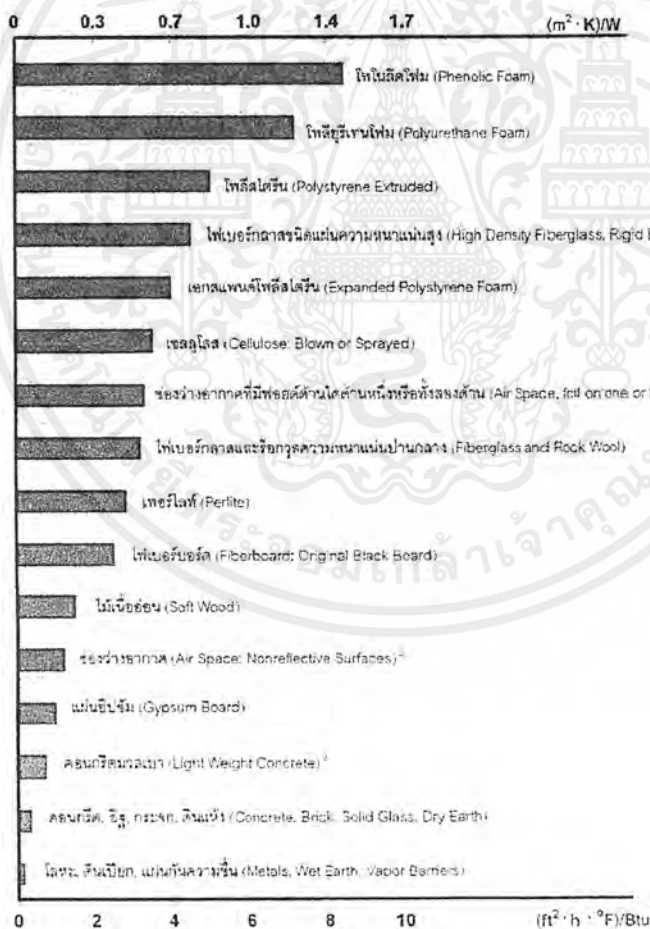 0 0.3 0.7 1.0 1.4 1.7 (m²·K)/W
โฟโนลิคโฟม (Phenolic Foam)
โพลียูรีเทนโฟม (Polyurethane Foam)
โพลีสไตรีน (Polystyrene Extruded)
ไฟเบอร์กลาสชนิดแผ่นความหนาแน่นสูง (High Density Fiberglass, Rigid
เอกสแพนด์โพลีสไตรีน (Expanded Polystyrene Foam)
เซลลูโลส (Cellulose: Blown or Sprayed)
ช่องว่างอากาศที่มีฟอยด์ด้านใดด้านหนึ่งหรือทั้งสองด้าน (Air Space, foil on one or
ไฟเบอร์กลาสและร็อกวูลความหนาแน่นปานกลาง (Fiberglass and Rock Wool)
เพอร์ไลท์ (Perlite)
ไฟเบอร์บอร์ด (Fiberboard: Original Black Board)
พระจอมเกล้าเจ้าคุณ
ไม้เนื้ออ่อน (Soft Wood)
ช่องว่างอากาศ (Air Space: Nonreflective Surfaces)
แผ่นยิปซั่ม (Gypsum Board)
คอนกรีตมวลเบา (Light Weight Concrete)
คอนกรีต, อิฐ, กระจก, ดินแห้ง (Concrete, Brick, Solid Glass, Dry Earth)
โลหะ, ดินเปียก, แผ่นกันความชื้น (Metals, Wet Earth, Vapor Barriers)
0 2 4 6 8 10 (ft²·h·°F)/Btu